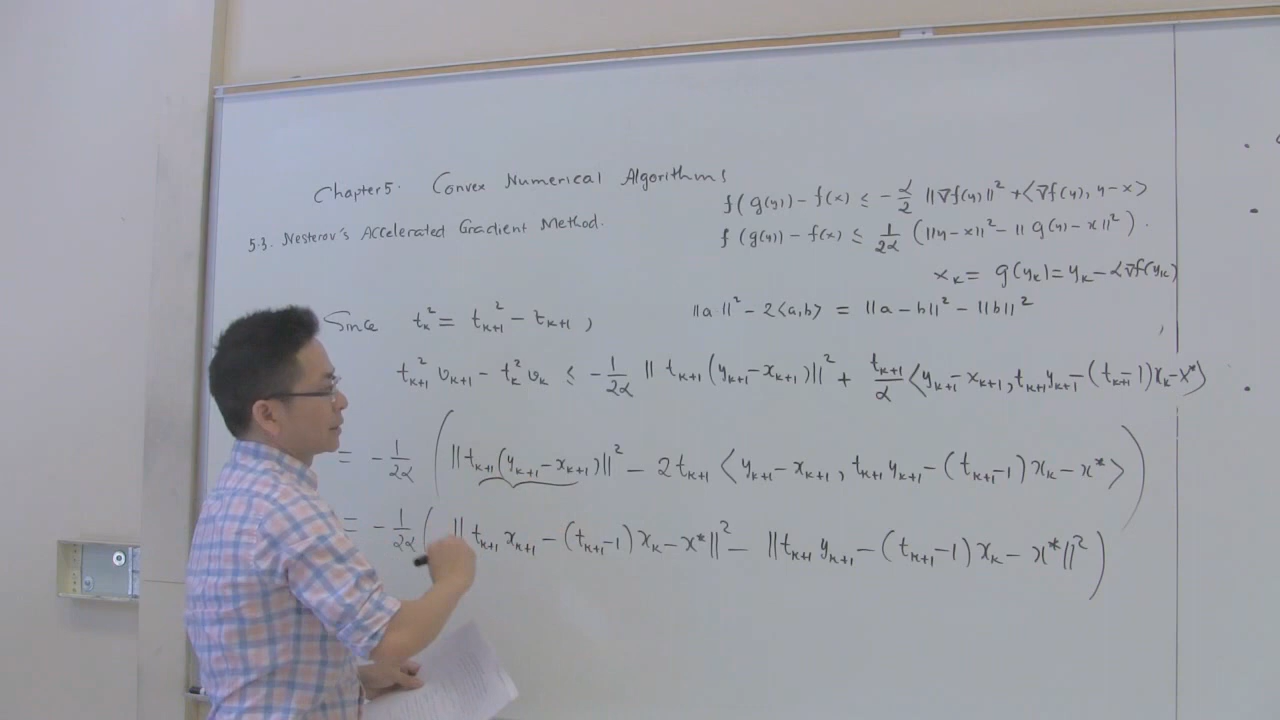 Chapter 5. Convex Numerical Algorithms
5.3. Nesterov's Accelerated Gradient Method.
f(g(y)) - f(x) ≤ -α/2 ||∇f(y)||² + ⟨∇f(y), y-x⟩
f(g(y)) - f(x) ≤ 1/2α (||y-x||² - ||g(y)-x||²).
x_k = g(y_k) = y_k - α∇f(y_k)
Since t_k² = t_{k+1}² - t_{k+1},
||a||² - 2⟨a,b⟩ = ||a-b||² - ||b||²
t_{k+1}² v_{k+1} - t_k² v_k ≤ -1/2α ||t_{k+1}(y_{k+1} - x_{k+1})||² + t_{k+1}/α ⟨y_{k+1} - x_{k+1}, t_{k+1} y_{k+1} - (t_{k+1} - 1)x_k - x*⟩
= -1/2α (||t_{k+1}(y_{k+1} - x_{k+1})||² - 2t_{k+1} ⟨y_{k+1} - x_{k+1}, t_{k+1} y_{k+1} - (t_{k+1} - 1)x_k - x*⟩)
= -1/2α (||t_{k+1} x_{k+1} - (t_{k+1} - 1)x_k - x*||² - ||t_{k+1} y_{k+1} - (t_{k+1} - 1)x_k - x*||²)